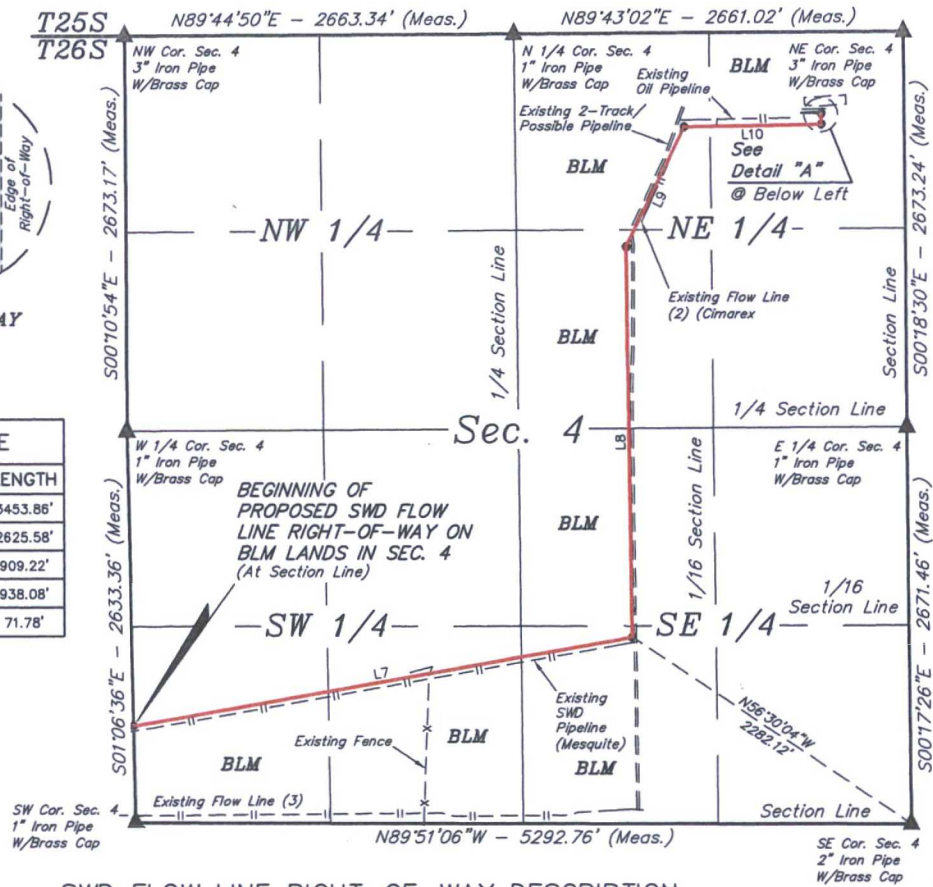 T25S
T26S
N89°44'50"E - 2663.34' (Meas.)
N89°43'02"E - 2661.02' (Meas.)
NW Cor. Sec. 4
3" Iron Pipe
W/Brass Cap
N 1/4 Cor. Sec. 4
1" Iron Pipe
W/Brass Cap
NE Cor. Sec. 4
3" Iron Pipe
W/Brass Cap
BLM
Existing
Oil Pipeline
Existing 2-Track/
Possible Pipeline
L10
See
Detail "A"
@ Below Left
Edge of
Right-of-Way
BLM
L9
NW 1/4
NE 1/4
S00°10'54"E - 2673.17' (Meas.)
1/4 Section Line
Section Line
S00°18'30"E - 2673.24' (Meas.)
Existing Flow Line
(2) (Cimarex
AY
BLM
1/4 Section Line
Sec. 4
L8
E
ENGTH
3453.86'
2625.58'
909.22'
938.08'
71.78'
W 1/4 Cor. Sec. 4
1" Iron Pipe
W/Brass Cap
E 1/4 Cor. Sec. 4
1" Iron Pipe
W/Brass Cap
BEGINNING OF
PROPOSED SWD FLOW
LINE RIGHT-OF-WAY ON
BLM LANDS IN SEC. 4
(At Section Line)
BLM
1/16 Section Line
1/16
Section Line
S01°06'36"E - 2633.36' (Meas.)
S00°17'26"E - 2671.46' (Meas.)
SW 1/4
SE 1/4
L7
Existing
SWD
Pipeline
(Mesquite)
N56°30'04"W
2282.12'
Existing Fence
BLM
BLM
BLM
SW Cor. Sec. 4
1" Iron Pipe
W/Brass Cap
Existing Flow Line (3)
Section Line
N89°51'06"W - 5292.76' (Meas.)
SE Cor. Sec. 4
2" Iron Pipe
W/Brass Cap